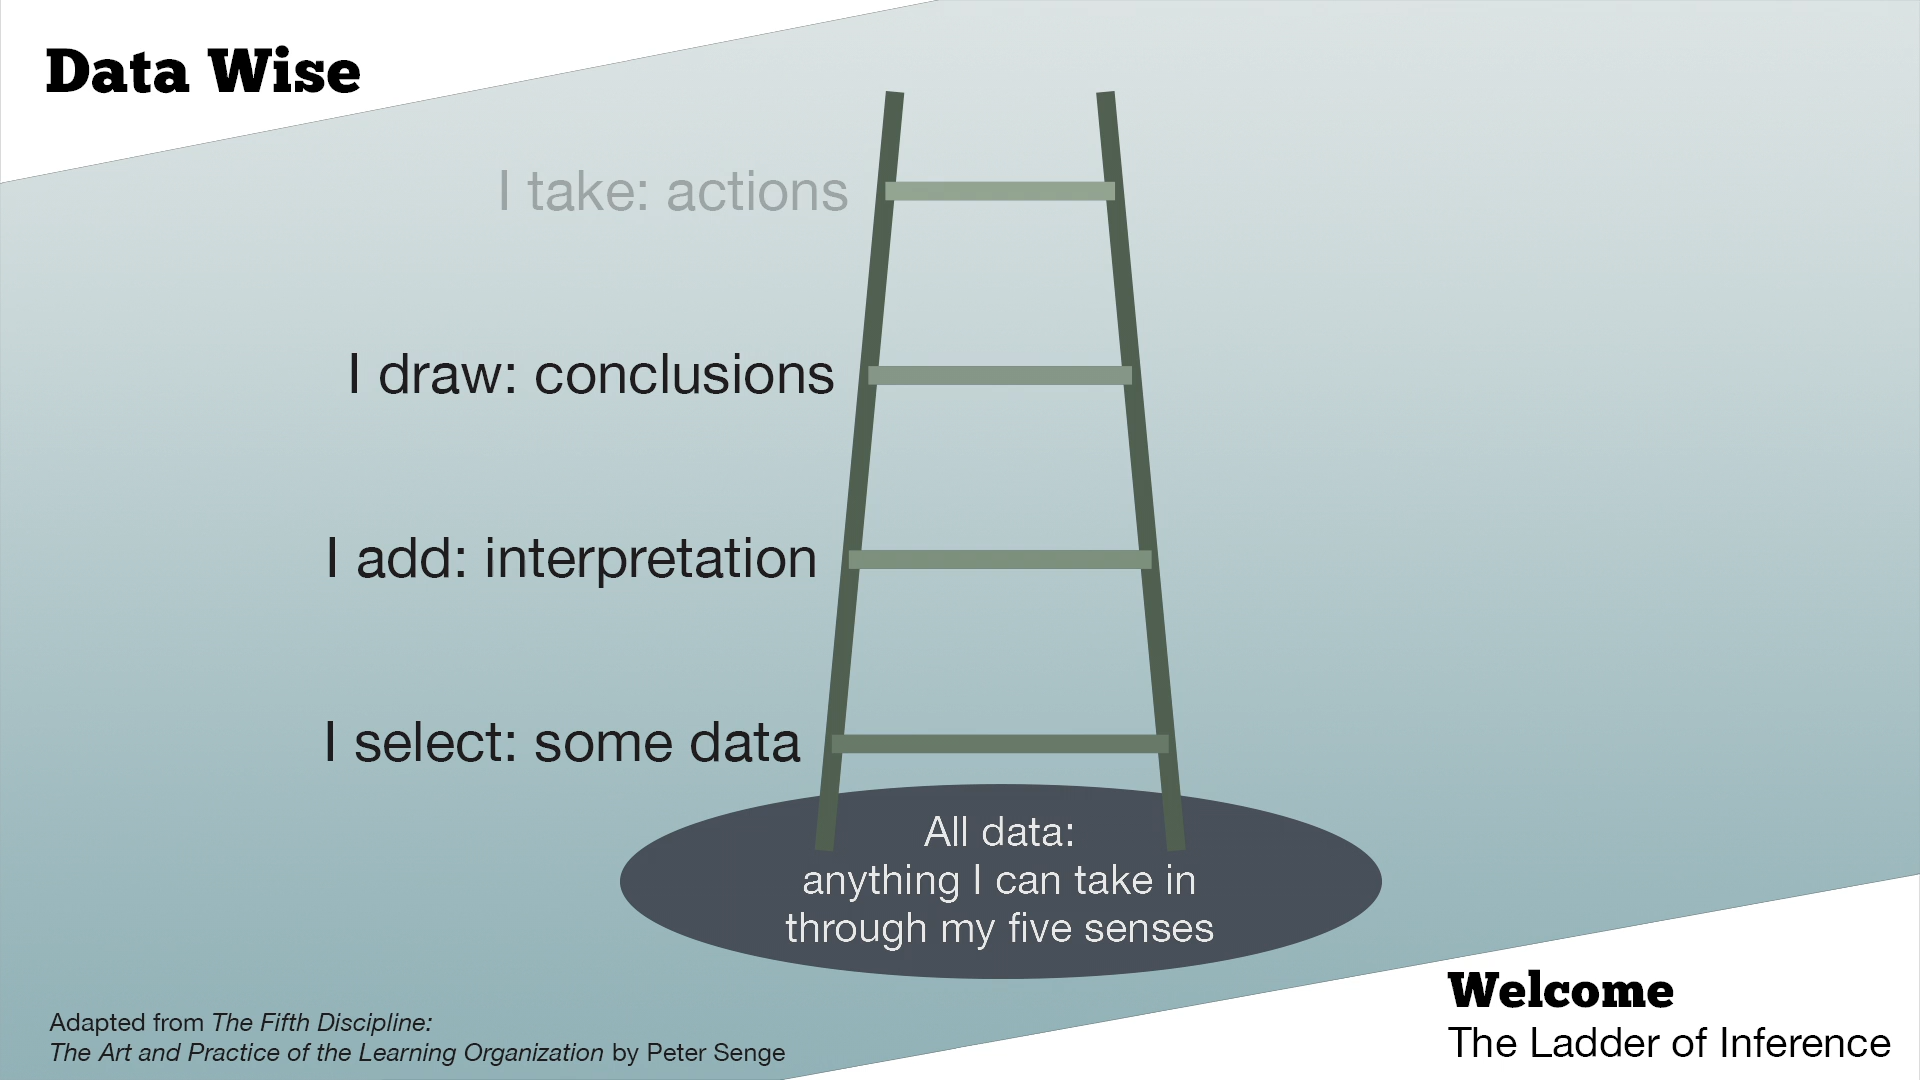 Data Wise
I take: actions
I draw: conclusions
I add: interpretation
I select: some data
All data:
anything I can take in
through my five senses
Adapted from The Fifth Discipline:
The Art and Practice of the Learning Organization by Peter Senge
Welcome
The Ladder of Inference